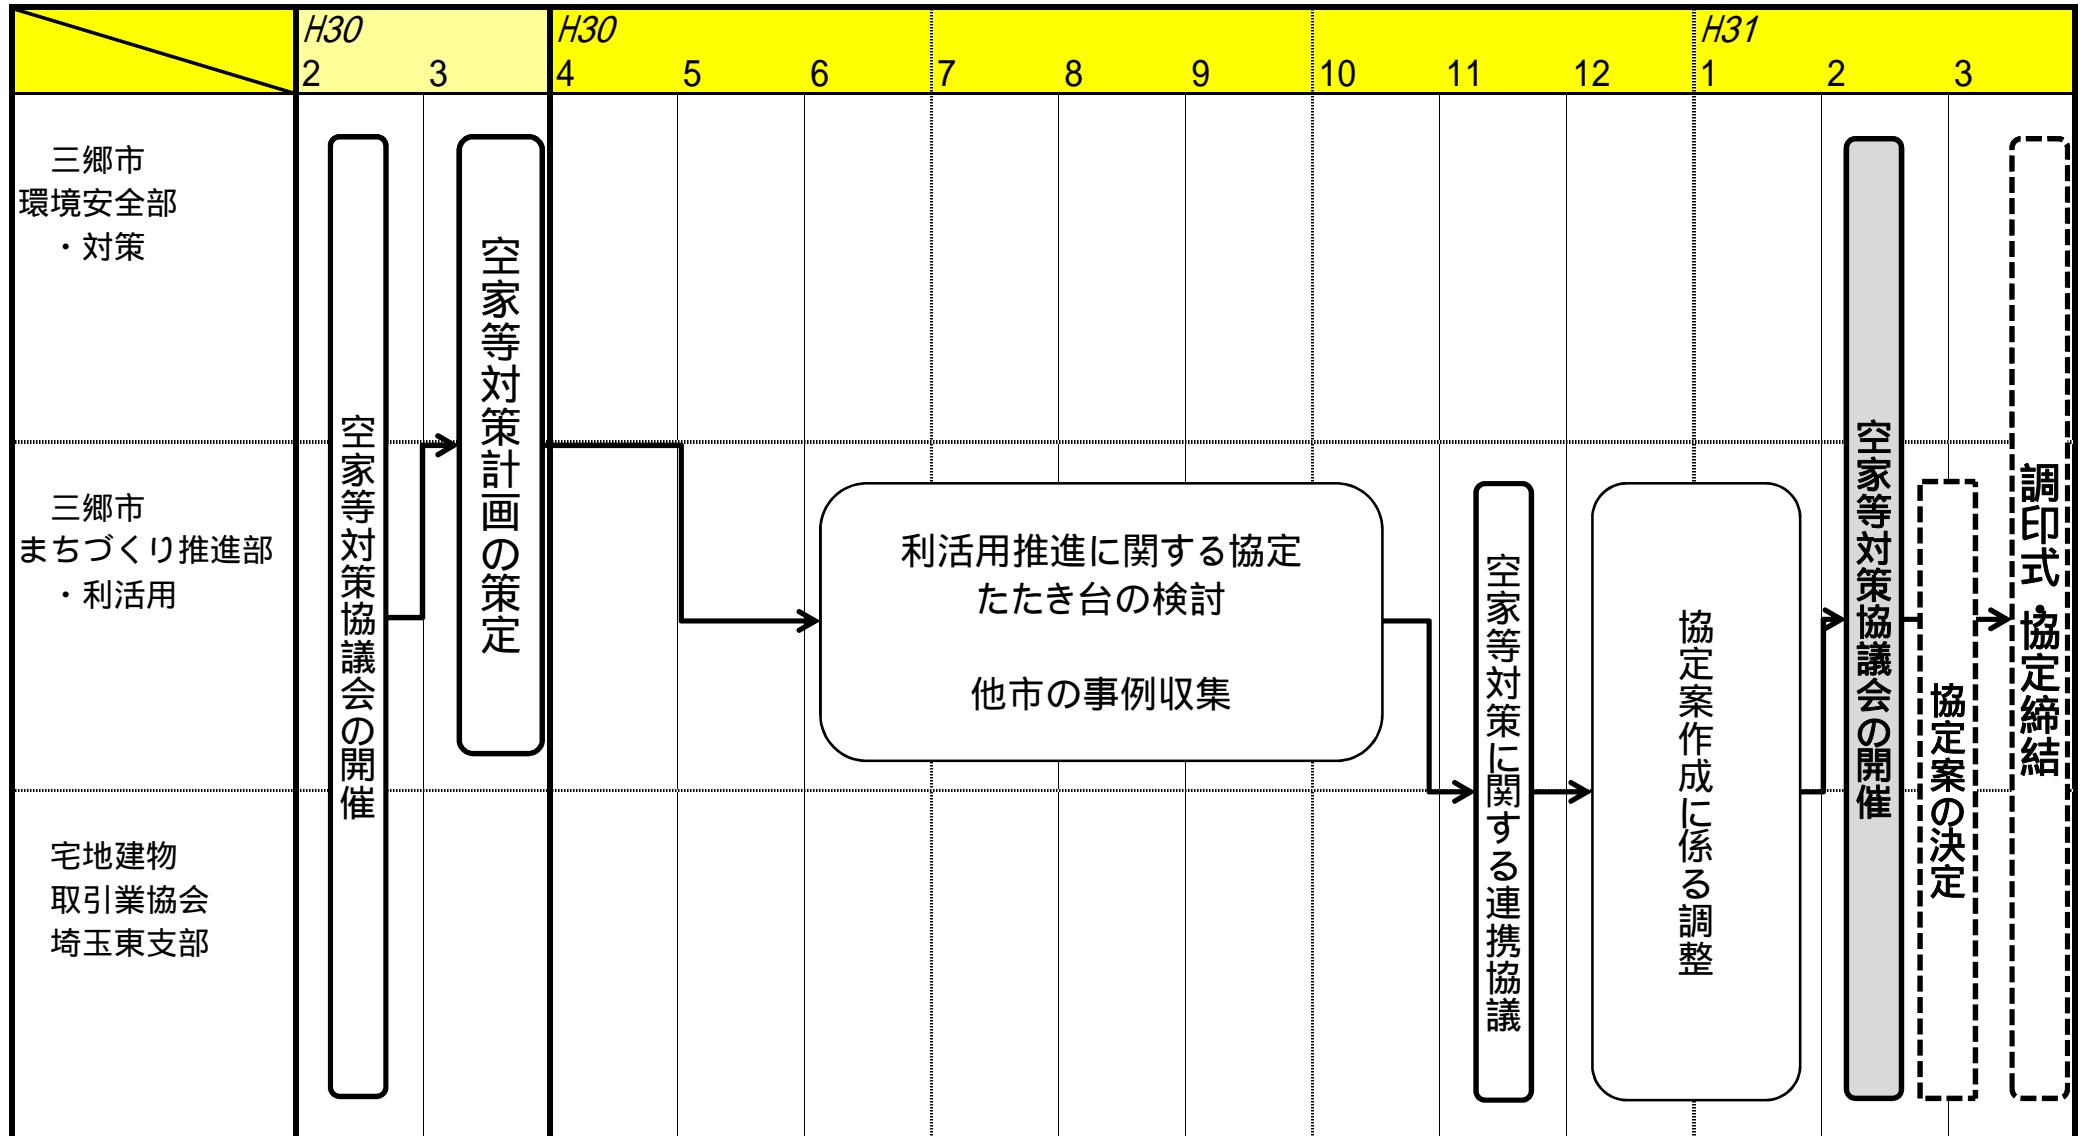 H30
H30
H31
2 3 4 5 6 7 8 9 10 11 12 1 2 3
三郷市
環境安全部
・対策
三郷市
まちづくり推進部
・利活用
宅地建物
取引業協会
埼玉東支部
空家等対策協議会の開催
空家等対策計画の策定
利活用推進に関する協定
たたき台の検討
他市の事例収集
空家等対策に関する連携協議
協定案作成に係る調整
空家等対策協議会の開催
協定案の決定
調印式・協定締結